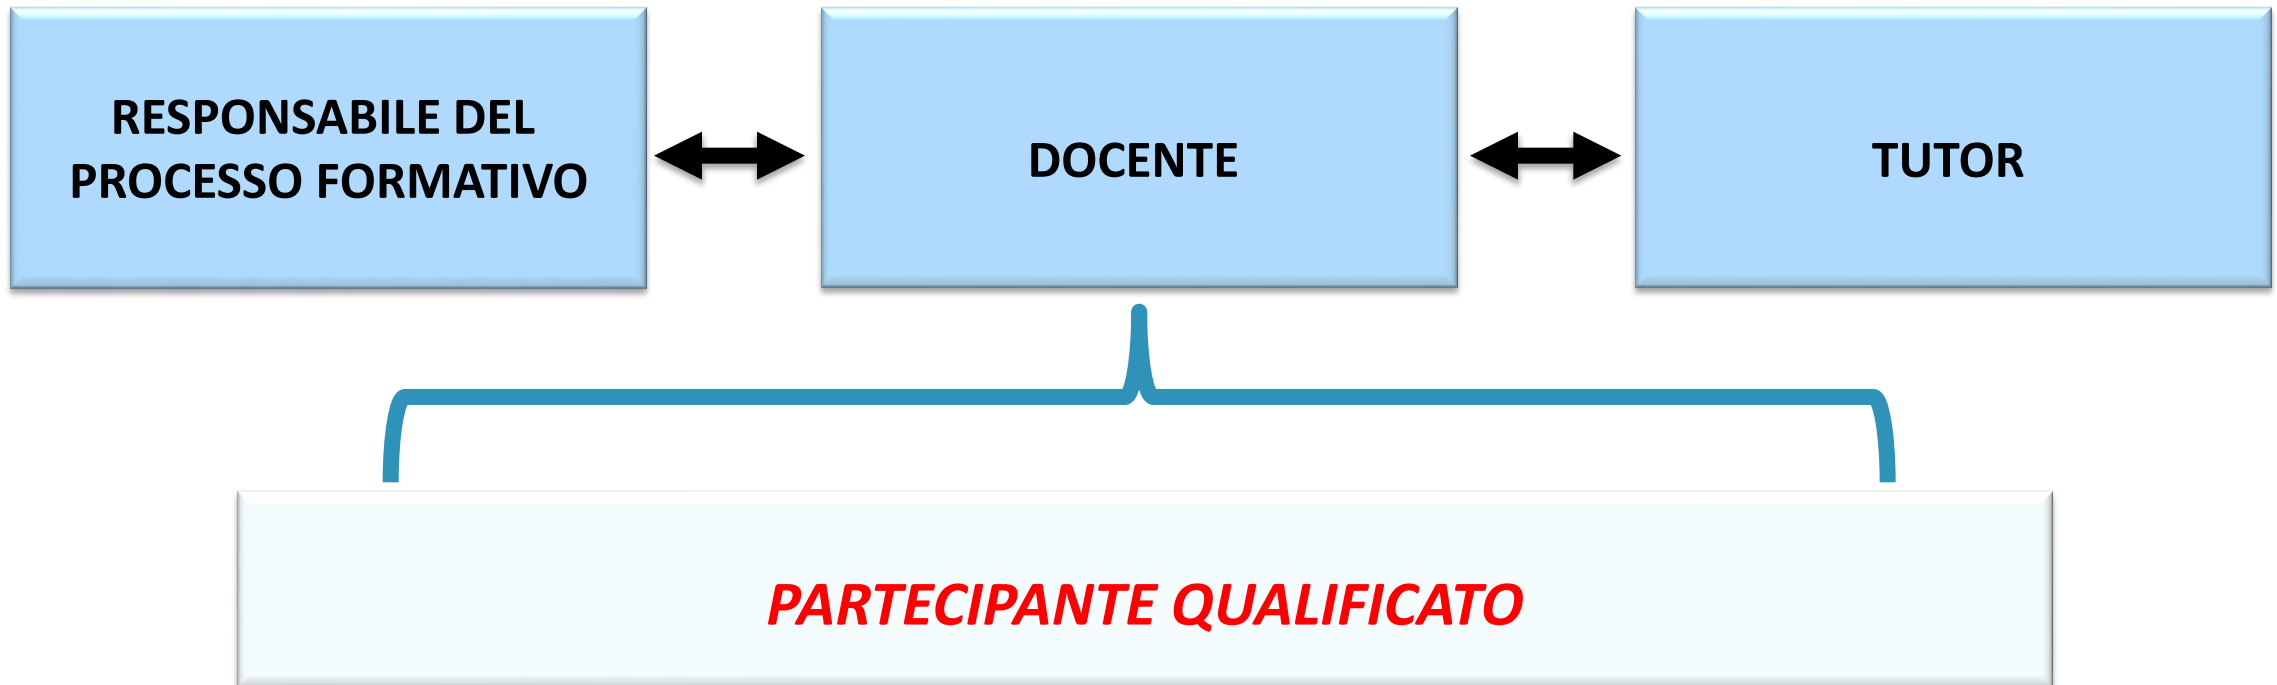 RESPONSABILE DEL
PROCESSO FORMATIVO
DOCENTE
TUTOR
PARTECIPANTE QUALIFICATO